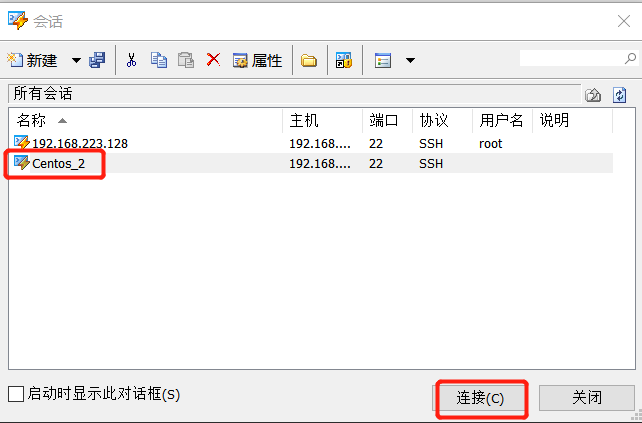 会话
新建 属性
所有会话
名称 主机 端口 协议 用户名 说明
192.168.223.128 192.168.... 22 SSH root
Centos_2 192.168.... 22 SSH
启动时显示此对话框(S) 连接(C) 关闭